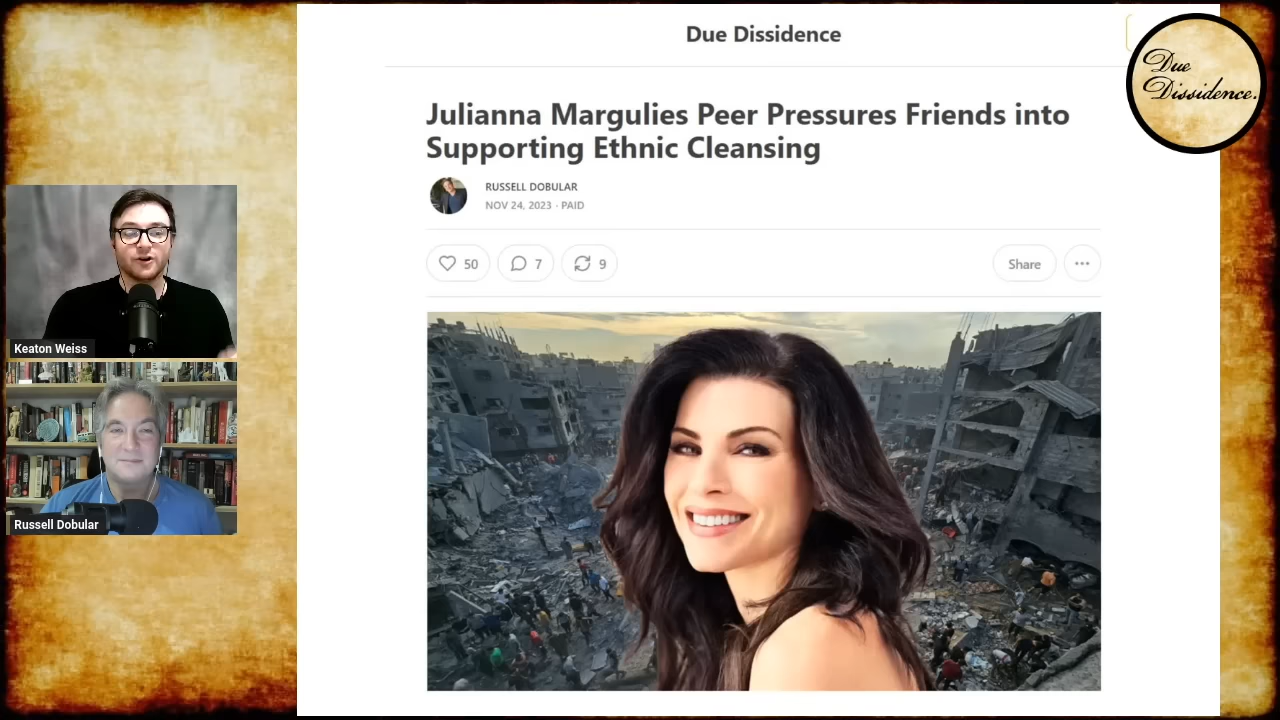 Due Dissidence
Due
Dissidence.
Julianna Margulies Peer Pressures Friends into
Supporting Ethnic Cleansing
RUSSELL DOBULAR
NOV 24, 2023 · PAID
50
7
9
Share
Keaton Weiss
Russell Dobular